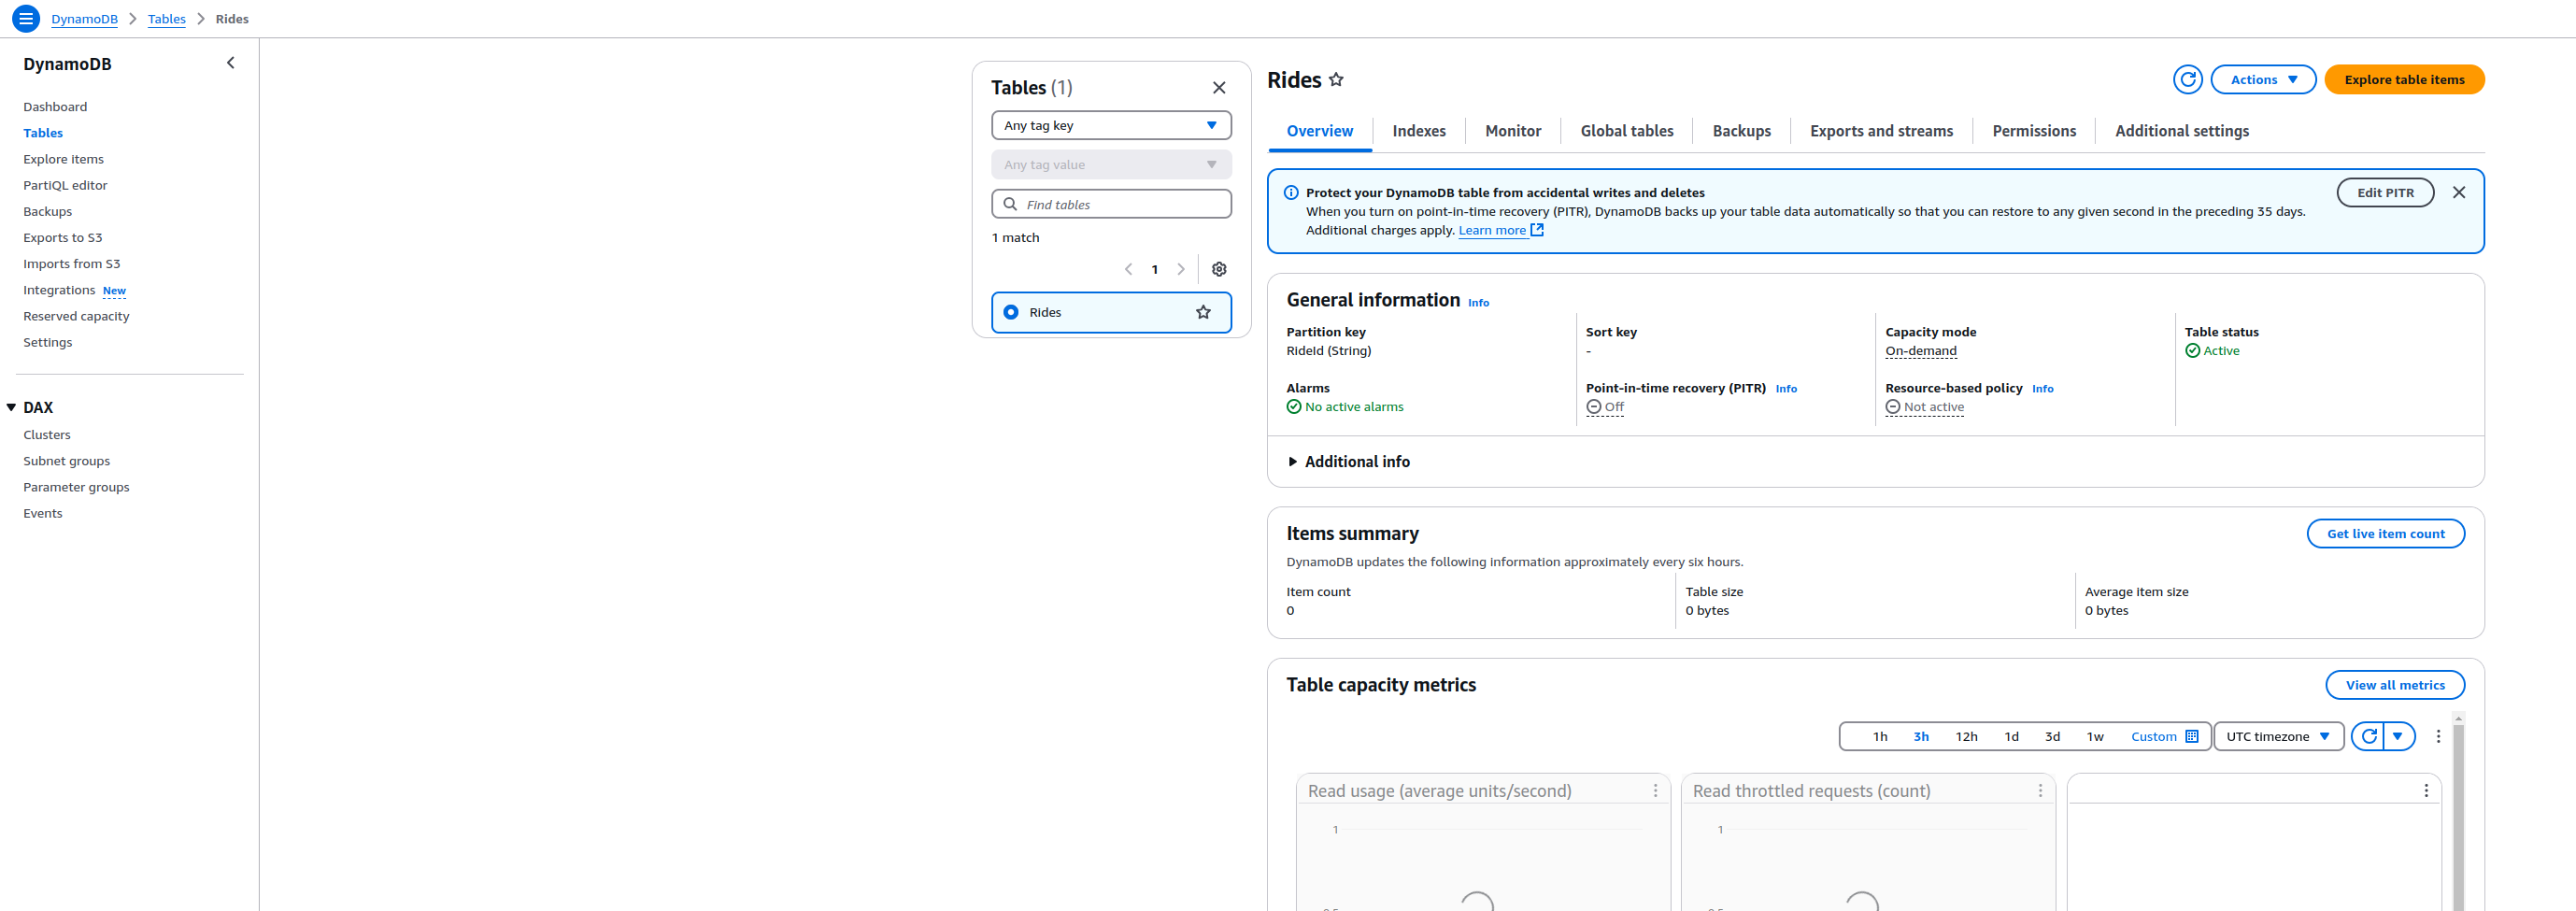 DynamoDB > Tables > Rides
DynamoDB
Dashboard
Tables
Explore items
PartiQL editor
Backups
Exports to S3
Imports from S3
Integrations New
Reserved capacity
Settings
DAX
Clusters
Subnet groups
Parameter groups
Events
Tables (1)
Any tag key
Any tag value
Find tables
1 match
1
Rides
Rides
Actions
Explore table items
Overview
Indexes
Monitor
Global tables
Backups
Exports and streams
Permissions
Additional settings
Protect your DynamoDB table from accidental writes and deletes
When you turn on point-in-time recovery (PITR), DynamoDB backs up your table data automatically so that you can restore to any given second in the preceding 35 days.
Additional charges apply. Learn more
Edit PITR
General information Info
Partition key
RideId (String)
Sort key
-
Capacity mode
On-demand
Table status
Active
Alarms
No active alarms
Point-in-time recovery (PITR) Info
Off
Resource-based policy Info
Not active
Additional info
Items summary
Get live item count
DynamoDB updates the following information approximately every six hours.
Item count
0
Table size
0 bytes
Average item size
0 bytes
Table capacity metrics
View all metrics
1h 3h 12h 1d 3d 1w Custom
UTC timezone
Read usage (average units/second)
1
Read throttled requests (count)
1